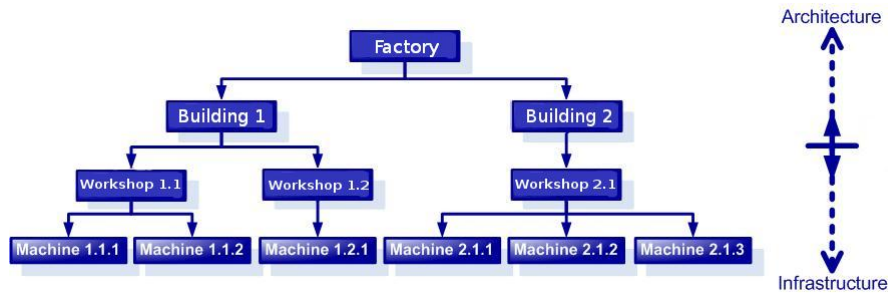 Architecture
Factory
Building 1
Building 2
Workshop 1.1
Workshop 1.2
Workshop 2.1
Machine 1.1.1
Machine 1.1.2
Machine 1.2.1
Machine 2.1.1
Machine 2.1.2
Machine 2.1.3
Infrastructure